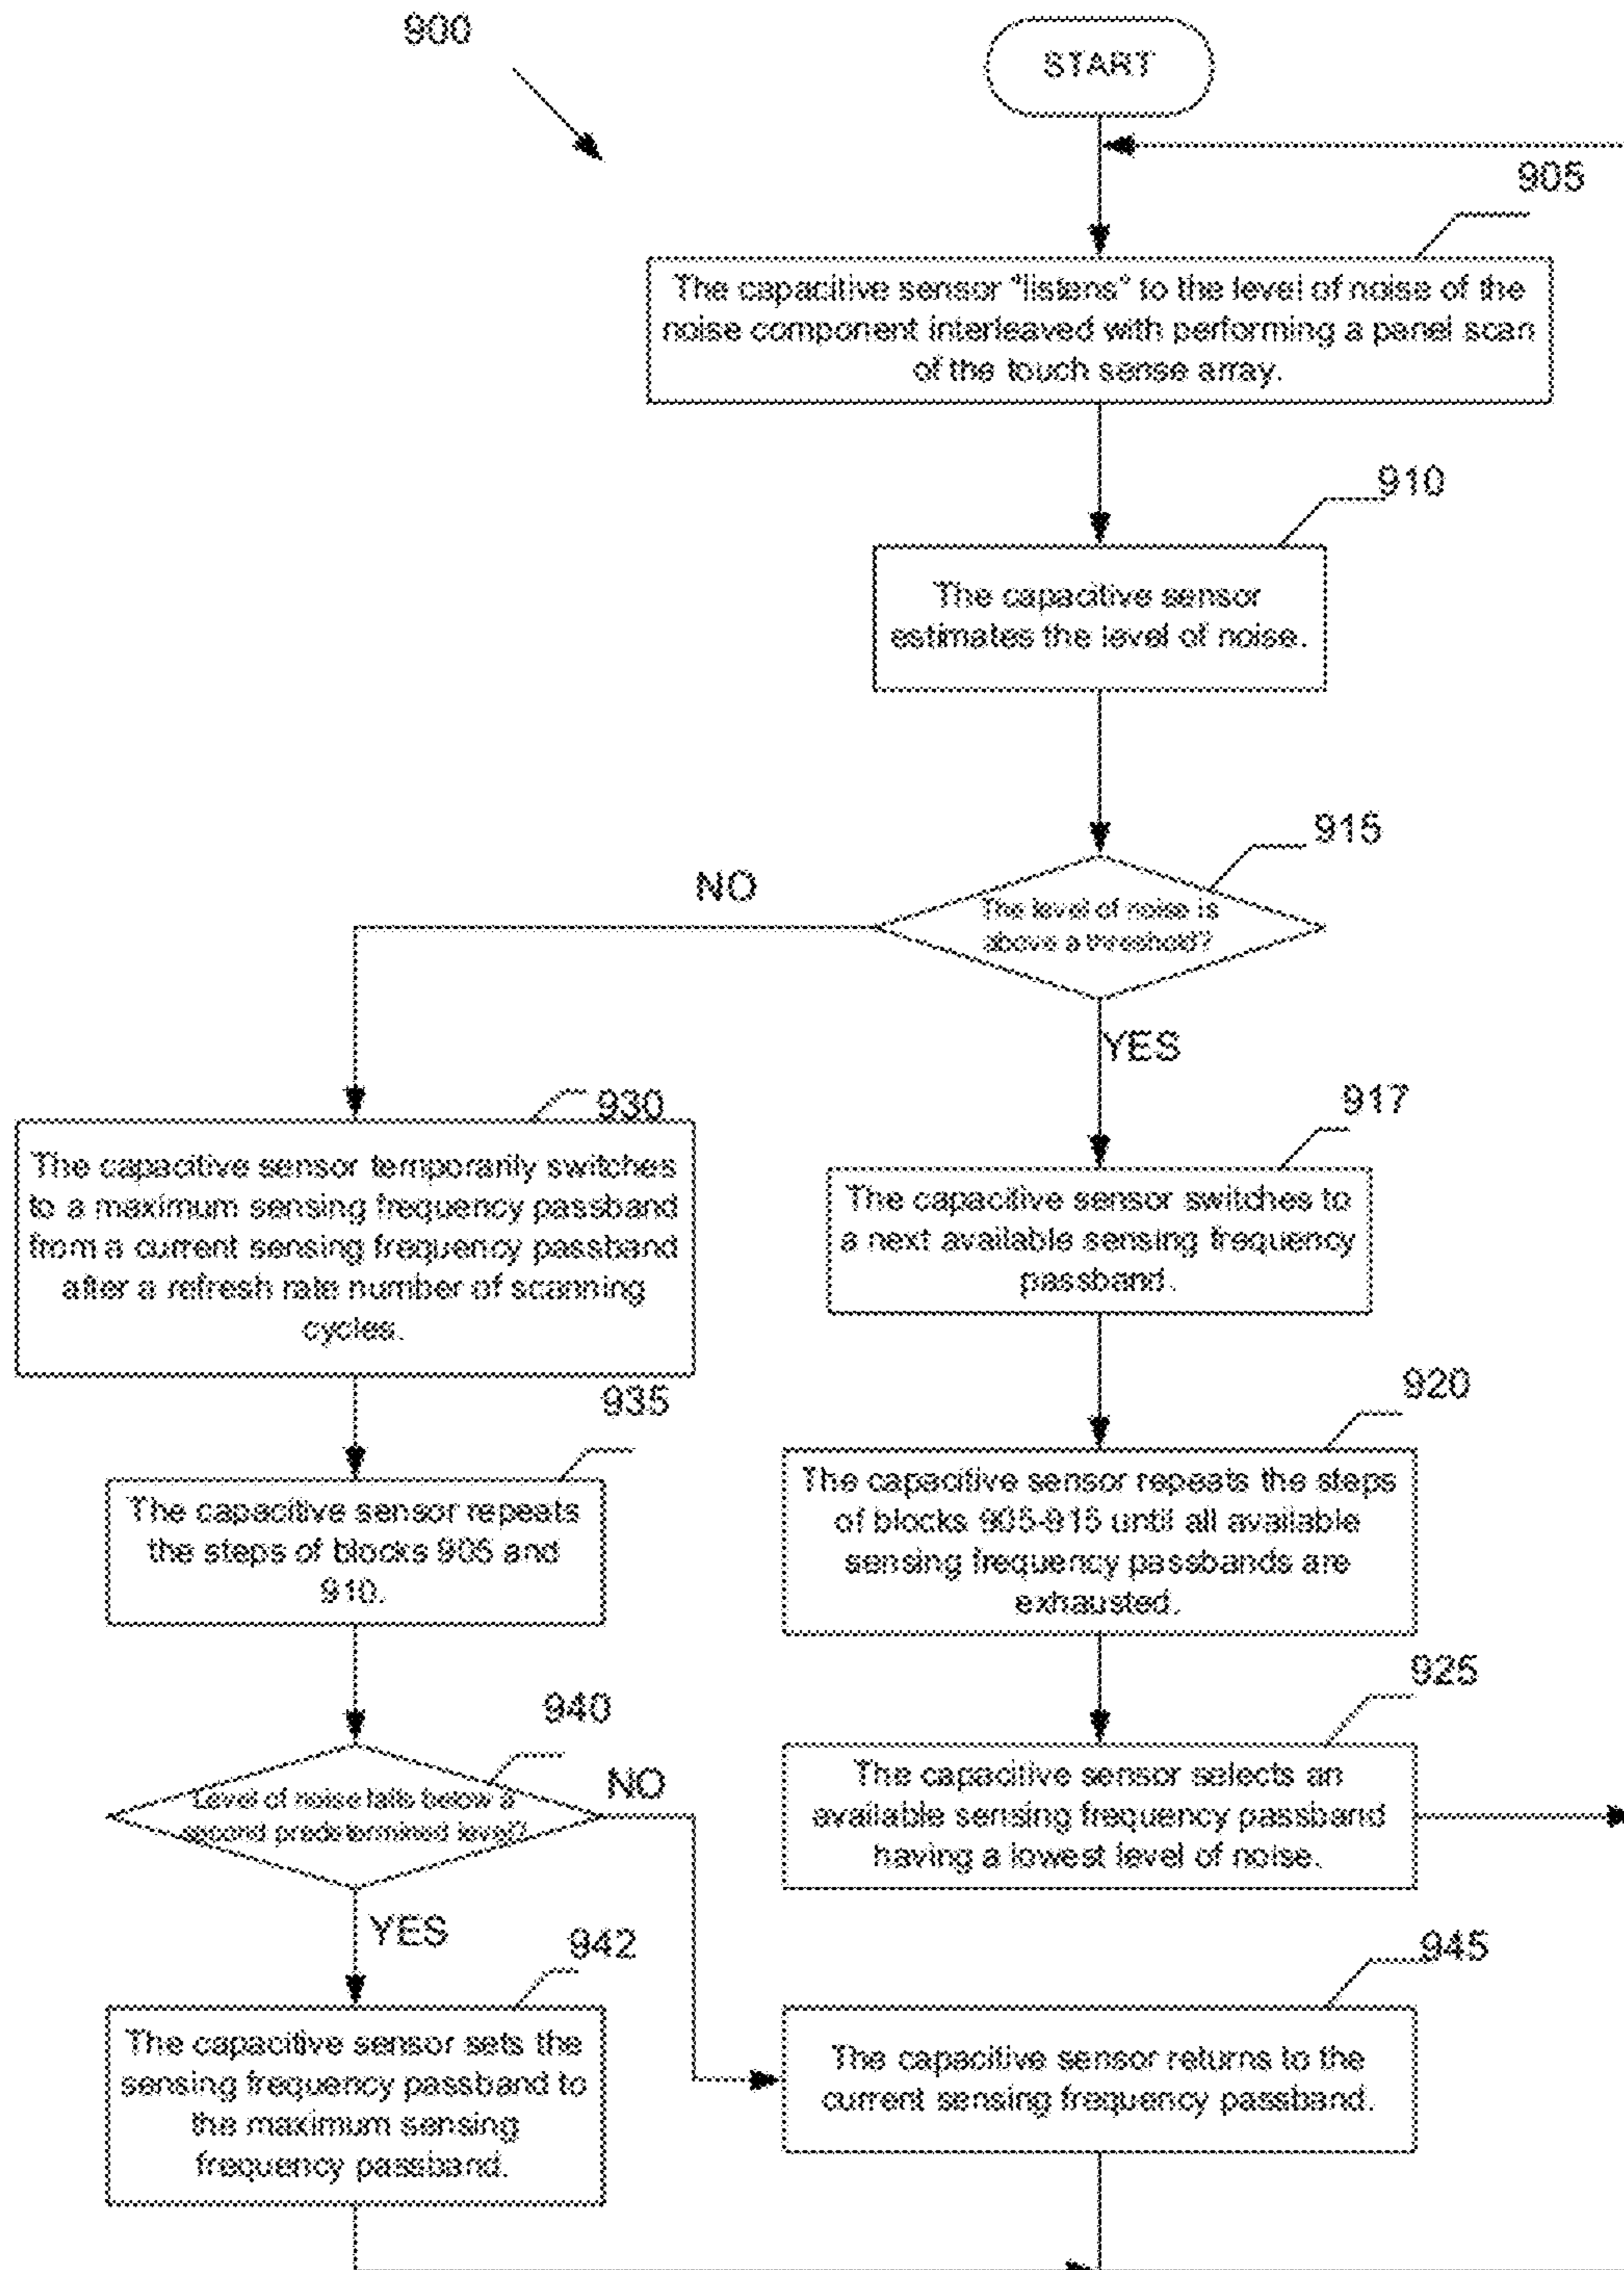 900
START
905
The capacitive sensor "listens" to the level of noise of the
noise component interleaved with performing a panel scan
of the touch sense array.
910
The capacitive sensor
estimates the level of noise.
915
NO
The level of noise is
above a threshold?
YES
930
The capacitive sensor temporarily switches
to a maximum sensing frequency passband
from a current sensing frequency passband
after a refresh rate number of scanning
cycles.
917
The capacitive sensor switches to
a next available sensing frequency
passband.
935
The capacitive sensor repeats
the steps of blocks 905 and
910.
920
The capacitive sensor repeats the steps
of blocks 905-915 until all available
sensing frequency passbands are
exhausted.
940
NO
Level of noise falls below a
second predetermined level?
YES
925
The capacitive sensor selects an
available sensing frequency passband
having a lowest level of noise.
942
The capacitive sensor sets the
sensing frequency passband to
the maximum sensing
frequency passband.
945
The capacitive sensor returns to the
current sensing frequency passband.